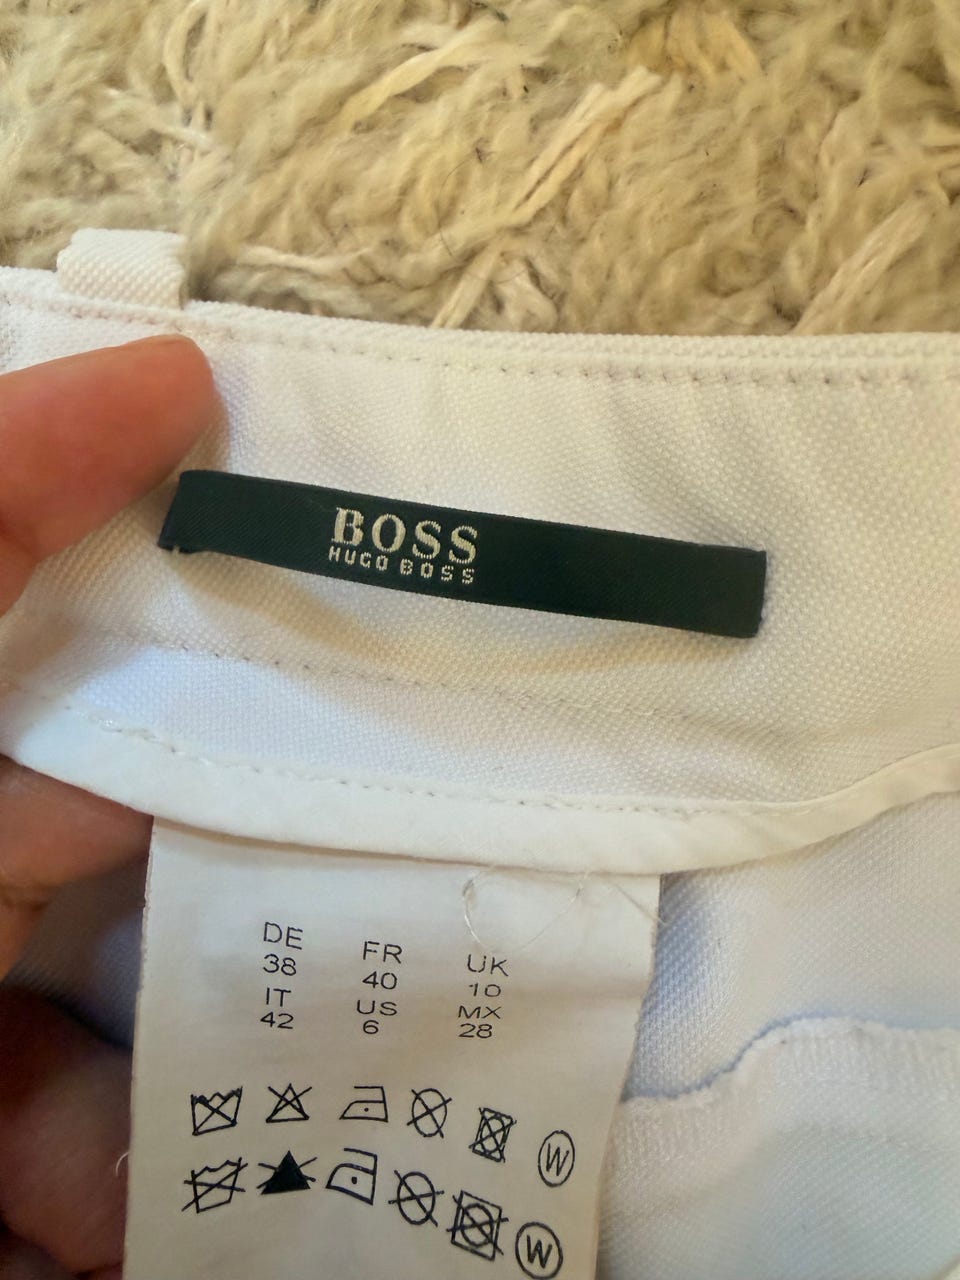 BOSS
HUGO BOSS
DE FR UK
38 40 10
IT US MX
42 6 28
W
W